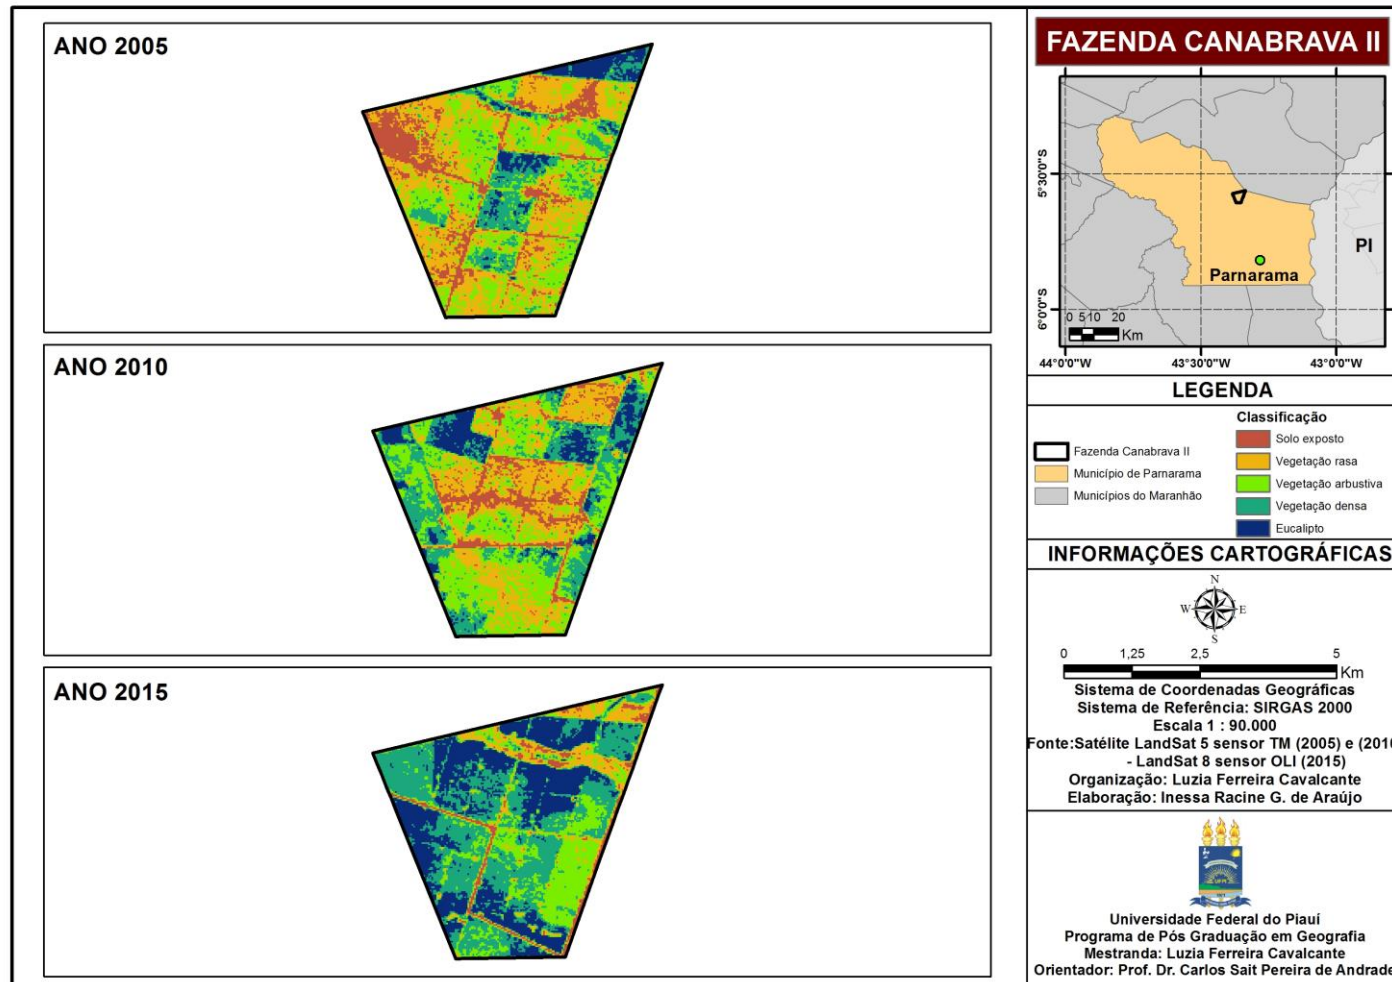 ANO 2005
ANO 2010
ANO 2015
FAZENDA CANABRAVA II
5°30'0"S
6°0'0"S
PI
Parnarama
0 5 10 20
Km
44°0'0"W 43°30'0"W 43°0'0"W
LEGENDA
Classificação
Fazenda Canabrava II
Município de Parnarama
Municípios do Maranhão
Solo exposto
Vegetação rasa
Vegetação arbustiva
Vegetação densa
Eucalipto
INFORMAÇÕES CARTOGRÁFICAS
N
W E
S
0 1,25 2,5 5
Km
Sistema de Coordenadas Geográficas
Sistema de Referência: SIRGAS 2000
Escala 1 : 90.000
Fonte:Satélite LandSat 5 sensor TM (2005) e (2010
- LandSat 8 sensor OLI (2015)
Organização: Luzia Ferreira Cavalcante
Elaboração: Inessa Racine G. de Araújo
Universidade Federal do Piauí
Programa de Pós Graduação em Geografia
Mestranda: Luzia Ferreira Cavalcante
Orientador: Prof. Dr. Carlos Sait Pereira de Andrade